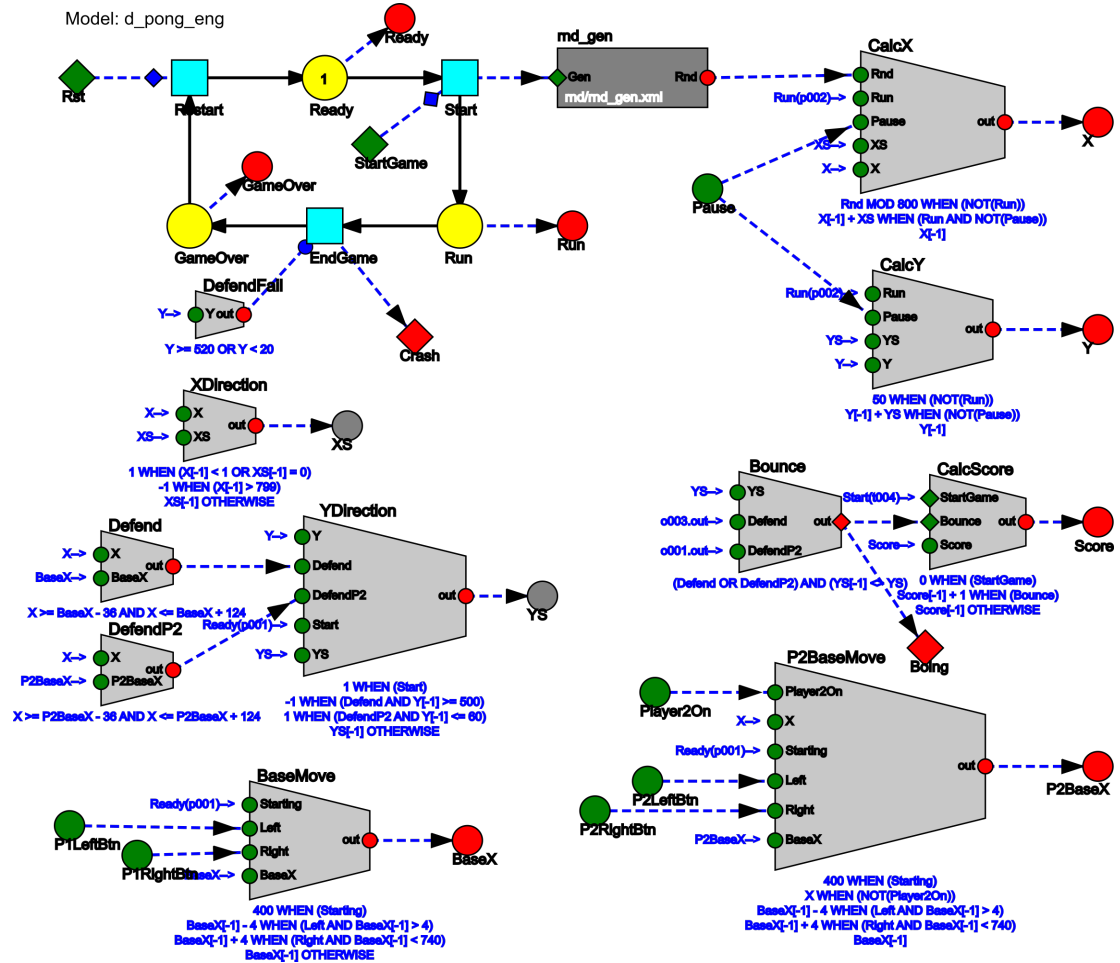 Model: d_pong_eng
Rst
Restart
1
Ready
Ready
Start
StartGame
rnd_gen
Gen
Rnd
rnd/rnd_gen.xml
CalcX
Rnd
Run(p002)-->
Run
Pause
XS-->
XS
X-->
X
out
X
Rnd MOD 800 WHEN (NOT(Run))
X[-1] + XS WHEN (Run AND NOT(Pause))
X[-1]
Pause
GameOver
GameOver
EndGame
Run
Run
Crash
DefendFail
Y-->
Y out
Y >= 520 OR Y < 20
CalcY
Run(p002)-->
Run
Pause
YS-->
YS
Y-->
Y
out
Y
50 WHEN (NOT(Run))
Y[-1] + YS WHEN (NOT(Pause))
Y[-1]
XDirection
X-->
X
XS-->
XS
out
XS
1 WHEN (X[-1] < 1 OR XS[-1] = 0)
-1 WHEN (X[-1] > 799)
XS[-1] OTHERWISE
Bounce
YS-->
YS
o003.out-->
Defend
o001.out-->
DefendP2
out
(Defend OR DefendP2) AND (YS[-1] <> YS)
CalcScore
Start(t004)-->
StartGame
Bounce
Score-->
Score
out
Score
0 WHEN (StartGame)
Score[-1] + 1 WHEN (Bounce)
Score[-1] OTHERWISE
Boing
Defend
X-->
X
BaseX-->
BaseX
out
X >= BaseX - 36 AND X <= BaseX + 124
DefendP2
X-->
X
P2BaseX-->
P2BaseX
out
X >= P2BaseX - 36 AND X <= P2BaseX + 124
YDirection
Y-->
Y
Defend
DefendP2
Ready(p001)-->
Start
YS-->
YS
out
YS
1 WHEN (Start)
-1 WHEN (Defend AND Y[-1] >= 500)
1 WHEN (DefendP2 AND Y[-1] <= 60)
YS[-1] OTHERWISE
P2BaseMove
Player2On
Player2On
X-->
X
Ready(p001)-->
Starting
P2LeftBtn
Left
P2RightBtn
Right
P2BaseX-->
BaseX
out
P2BaseX
400 WHEN (Starting)
X WHEN (NOT(Player2On))
BaseX[-1] - 4 WHEN (Left AND BaseX[-1] > 4)
BaseX[-1] + 4 WHEN (Right AND BaseX[-1] < 740)
BaseX[-1]
BaseMove
Ready(p001)-->
Starting
P1LeftBtn
Left
P1RightBtn
Right
BaseX-->
BaseX
out
BaseX
400 WHEN (Starting)
BaseX[-1] - 4 WHEN (Left AND BaseX[-1] > 4)
BaseX[-1] + 4 WHEN (Right AND BaseX[-1] < 740)
BaseX[-1] OTHERWISE